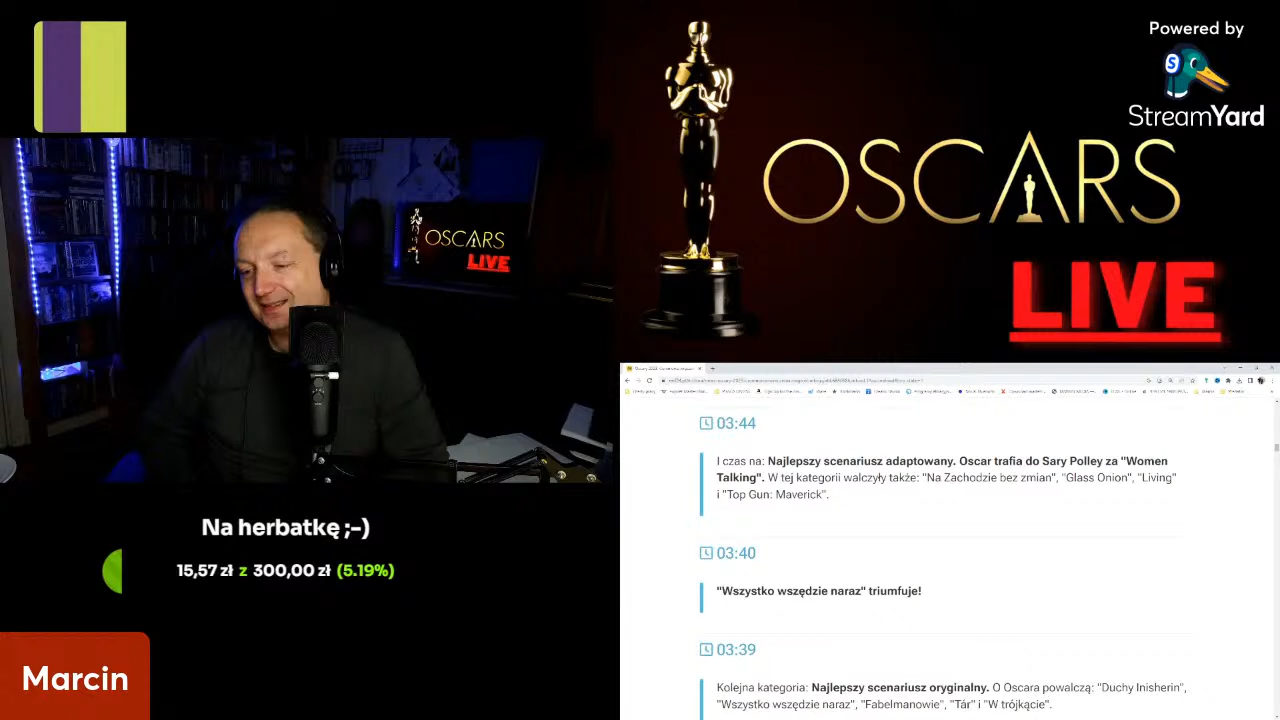 Powered by
StreamYard
OSCARS
LIVE
OSCARS
LIVE
Na herbatkę ;-)
15,57 zł z 300,00 zł (5.19%)
Marcin
03:44
I czas na: Najlepszy scenariusz adaptowany. Oscar trafia do Sary Polley za "Women
Talking". W tej kategorii walczyły także: "Na Zachodzie bez zmian", "Glass Onion", "Living"
i "Top Gun: Maverick".
03:40
"Wszystko wszędzie naraz" triumfuje!
03:39
Kolejna kategoria: Najlepszy scenariusz oryginalny. O Oscara powalczą: "Duchy Inisherin",
"Wszystko wszędzie naraz", "Fabelmanowie", "Tár" i "W trójkącie".